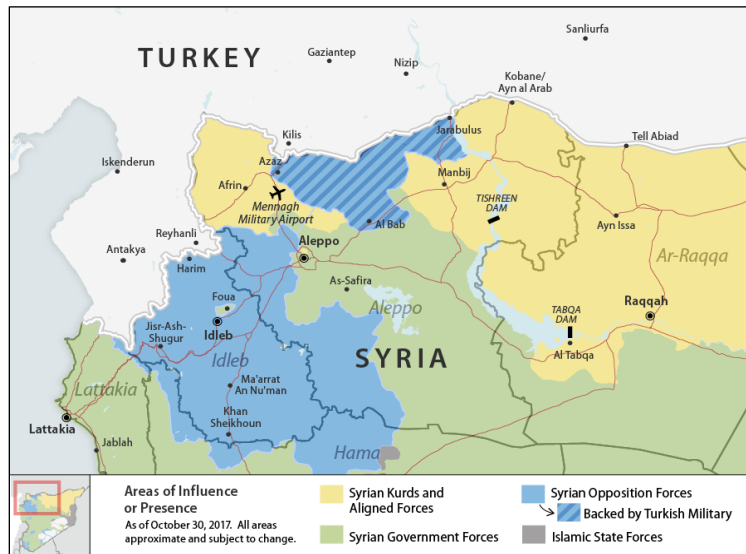 TURKEY
Sanliurfa
Gaziantep
Nizip
Kobane/
Ayn al Arab
Jarabulus
Kilis
Tell Abiad
Iskenderun
Azaz
Afrin
Manbij
Mennagh
Military Airport
TISHREEN
DAM
Al Bab
Ayn Issa
Reyhanli
Antakya
Harim
Aleppo
Ar-Raqqa
As-Safira
Foua
Aleppo
Raqqah
TABQA
DAM
Idleb
Jisr-Ash-
Shugur
Al Tabqa
Idleb
SYRIA
Lattakia
Ma'arrat
An Nu'man
Lattakia
Khan
Sheikhoun
Jablah
Hama
Areas of Influence
or Presence
As of October 30, 2017. All areas
approximate and subject to change.
Syrian Kurds and
Aligned Forces
Syrian Government Forces
Syrian Opposition Forces
Backed by Turkish Military
Islamic State Forces